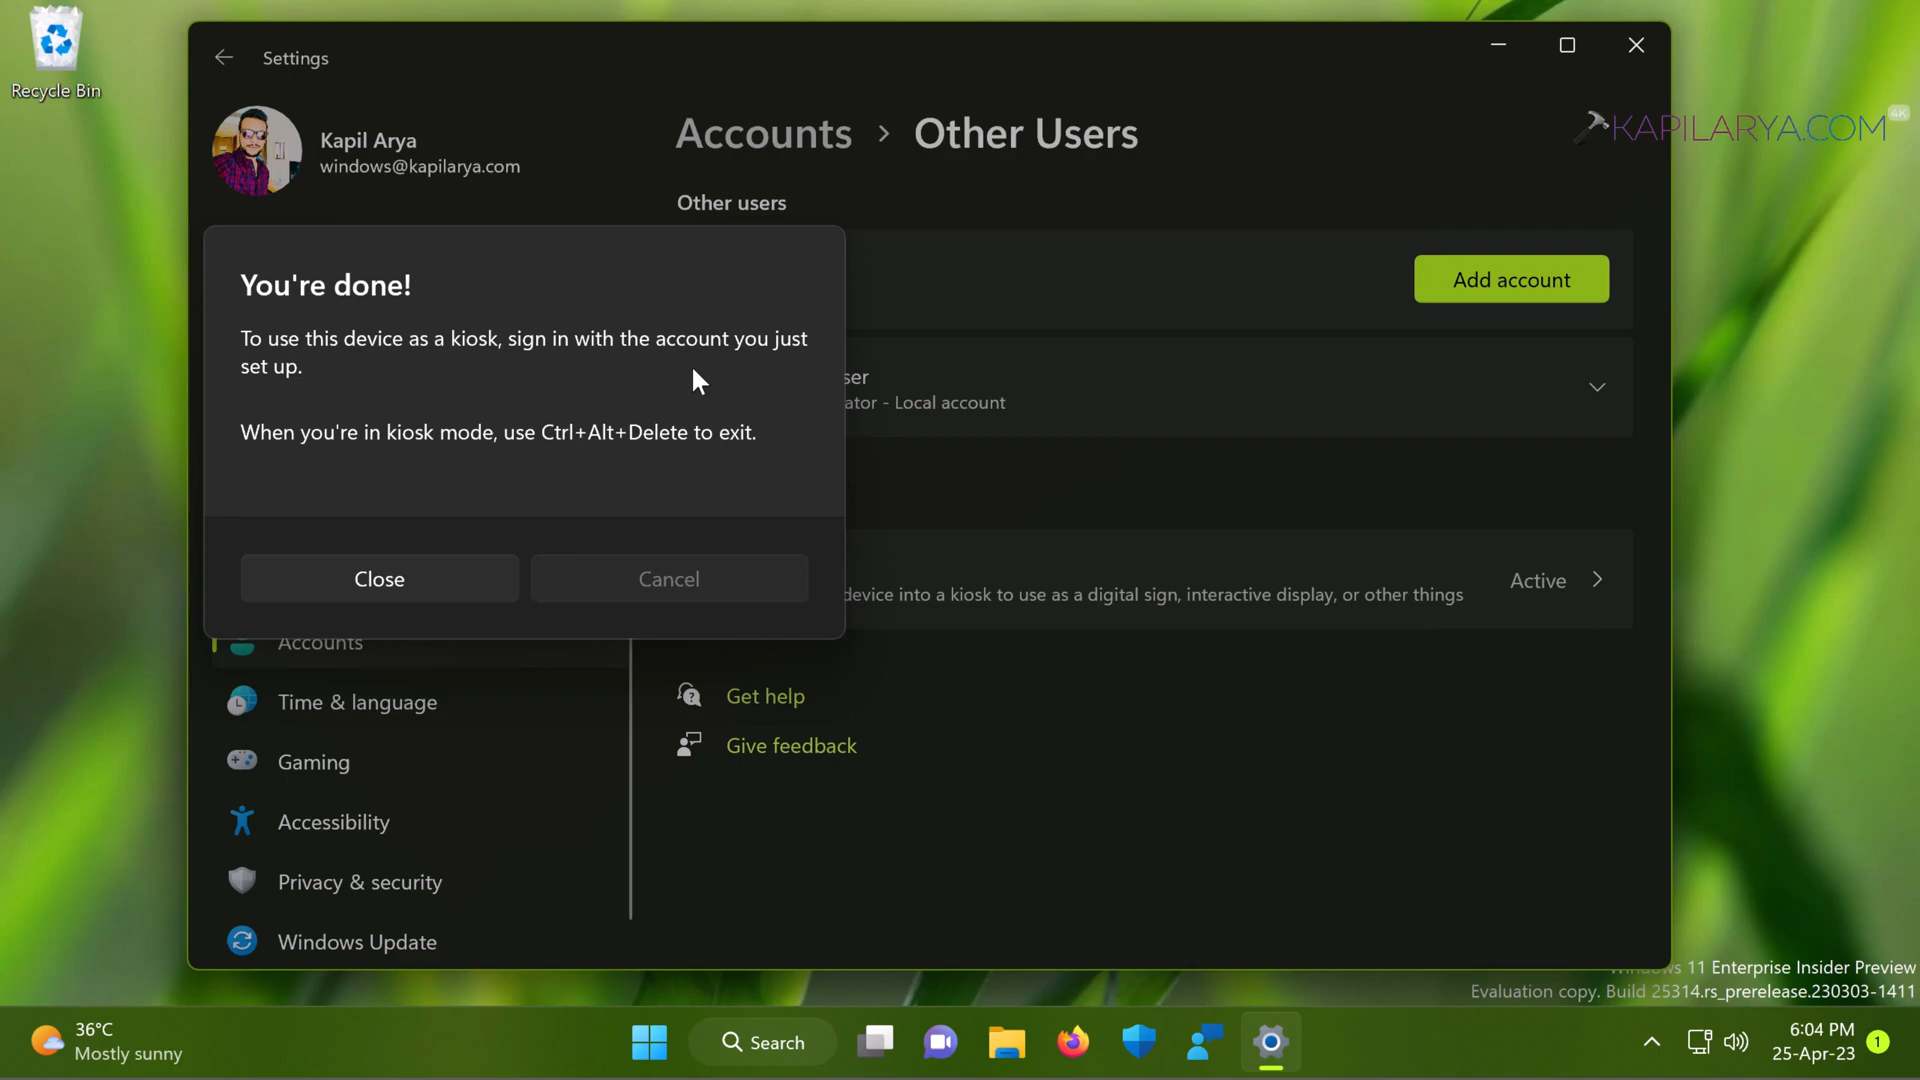 Recycle Bin
Settings
Kapil Arya
windows@kapilarya.com
Accounts > Other Users
KAPILARYA.COM
4K
Other users
Add account
You're done!
To use this device as a kiosk, sign in with the account you just
set up.
When you're in kiosk mode, use Ctrl+Alt+Delete to exit.
Close
Cancel
ser
ator - Local account
Active
device into a kiosk to use as a digital sign, interactive display, or other things
Accounts
Time & language
Gaming
Accessibility
Privacy & security
Windows Update
Get help
Give feedback
Windows 11 Enterprise Insider Preview
Evaluation copy. Build 25314.rs_prerelease.230303-1411
36°C
Mostly sunny
Search
6:04 PM
25-Apr-23
1